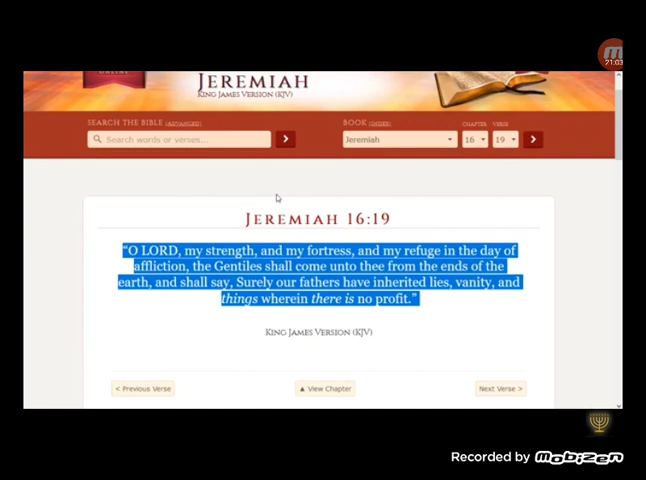 21:03
ONLINE
JEREMIAH
KING JAMES VERSION (KJV)
SEARCH THE BIBLE (ADVANCED)
Search words or verses...
BOOK (INDEX)
CHAPTER
VERSE
Jeremiah
16
19
JEREMIAH 16:19
“O LORD, my strength, and my fortress, and my refuge in the day of
affliction, the Gentiles shall come unto thee from the ends of the
earth, and shall say, Surely our fathers have inherited lies, vanity, and
things wherein there is no profit.”
KING JAMES VERSION (KJV)
< Previous Verse
▲ View Chapter
Next Verse >
Recorded by Mobizen